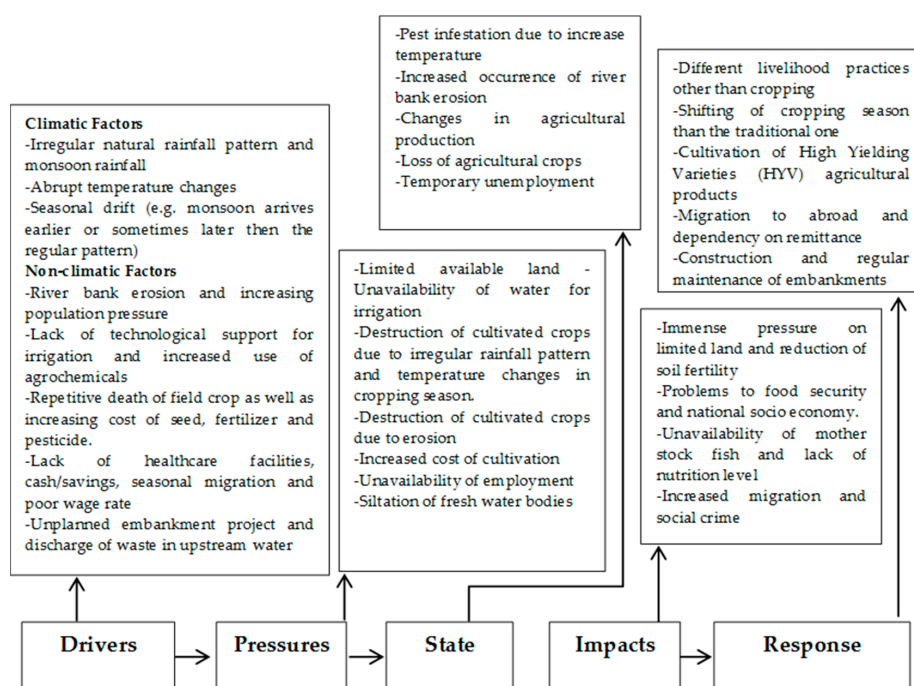 Climatic Factors
-Irregular natural rainfall pattern and
monsoon rainfall
-Abrupt temperature changes
-Seasonal drift (e.g. monsoon arrives
earlier or sometimes later then the
regular pattern)
Non-climatic Factors
-River bank erosion and increasing
population pressure
-Lack of technological support for
irrigation and increased use of
agrochemicals
-Repetitive death of field crop as well as
increasing cost of seed, fertilizer and
pesticide.
-Lack of healthcare facilities,
cash/savings, seasonal migration and
poor wage rate
-Unplanned embankment project and
discharge of waste in upstream water
-Limited available land -
Unavailability of water for
irrigation
-Destruction of cultivated crops
due to irregular rainfall pattern
and temperature changes in
cropping season.
-Destruction of cultivated crops
due to erosion
-Increased cost of cultivation
-Unavailability of employment
-Siltation of fresh water bodies
-Pest infestation due to increase
temperature
-Increased occurrence of river
bank erosion
-Changes in agricultural
production
-Loss of agricultural crops
-Temporary unemployment
-Immense pressure on
limited land and reduction of
soil fertility
-Problems to food security
and national socio economy.
-Unavailability of mother
stock fish and lack of
nutrition level
-Increased migration and
social crime
-Different livelihood practices
other than cropping
-Shifting of cropping season
than the traditional one
-Cultivation of High Yielding
Varieties (HYV) agricultural
products
-Migration to abroad and
dependency on remittance
-Construction and regular
maintenance of embankments
Drivers
Pressures
State
Impacts
Response